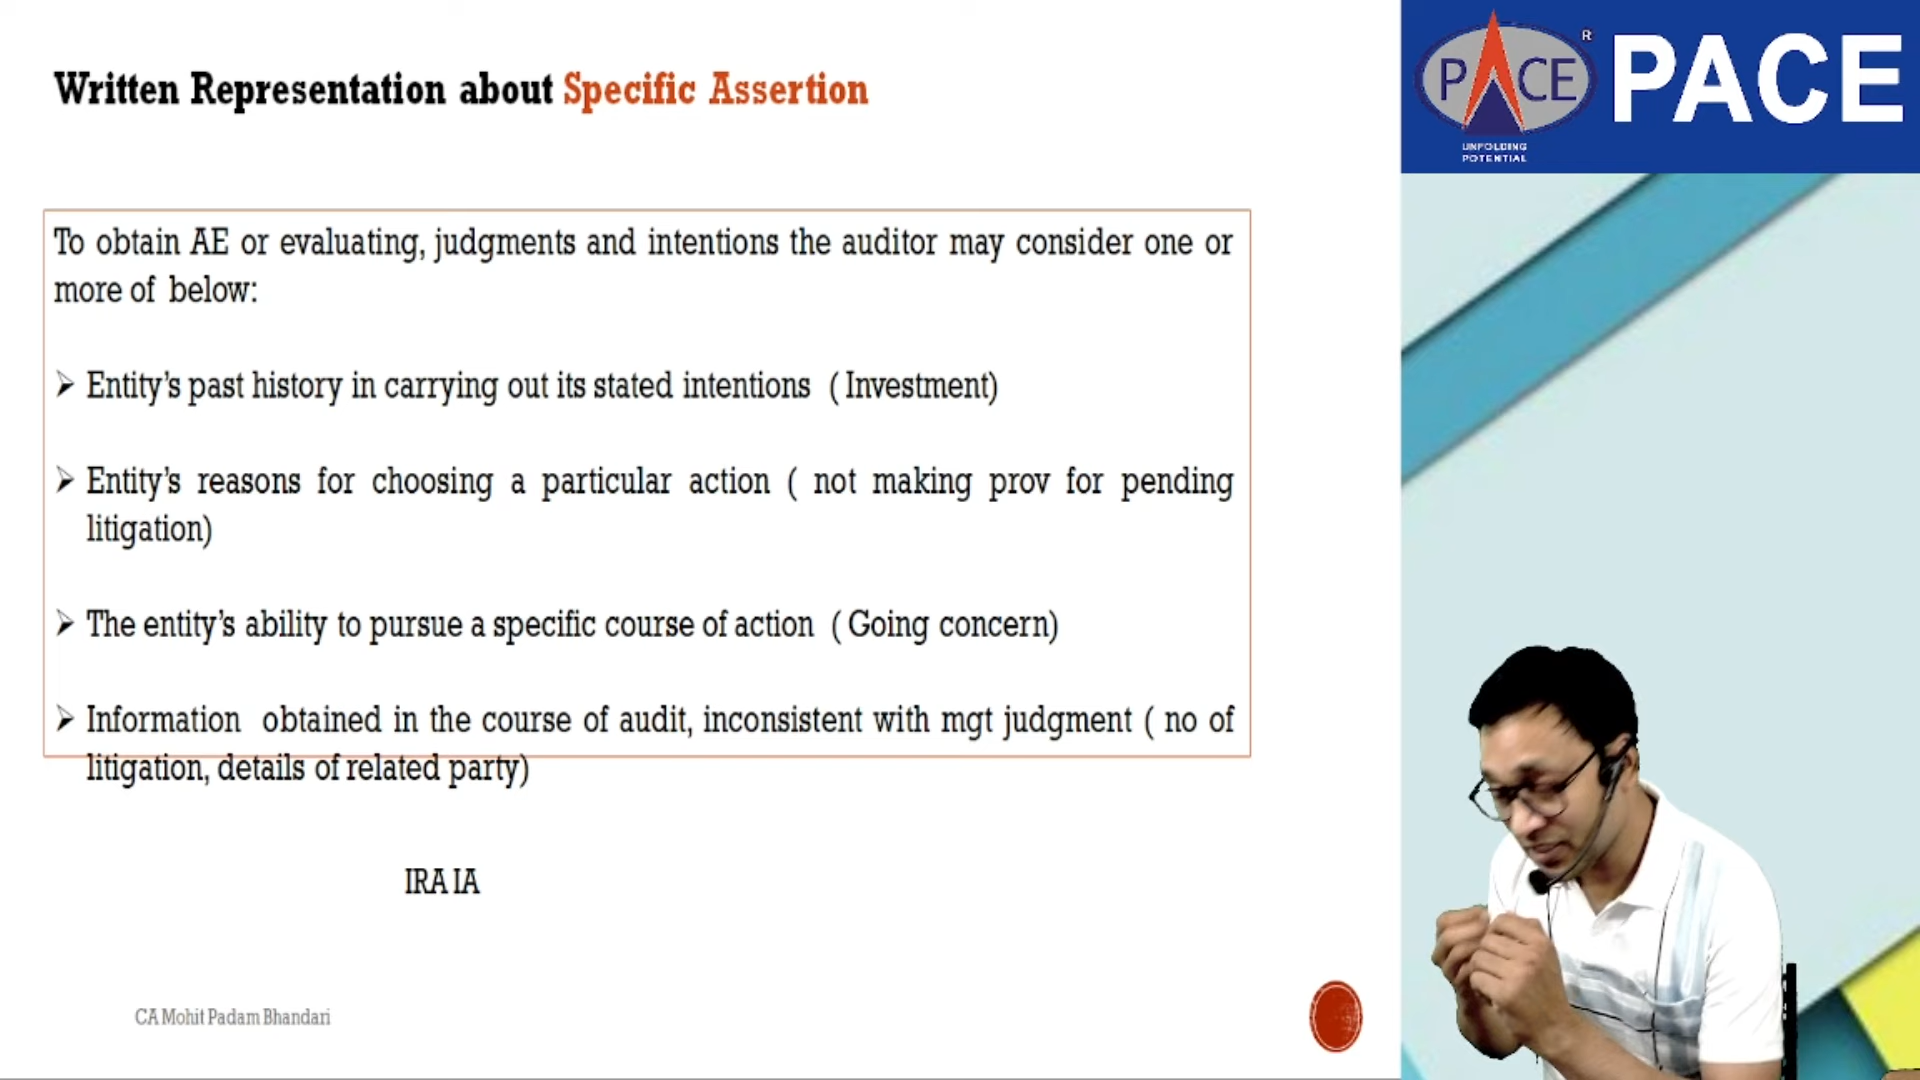 Written Representation about Specific Assertion
PACE
R
PACE
UNFOLDING
POTENTIAL
To obtain AE or evaluating, judgments and intentions the auditor may consider one or
more of below:
➢ Entity's past history in carrying out its stated intentions ( Investment)
➢ Entity's reasons for choosing a particular action ( not making prov for pending
litigation)
➢ The entity's ability to pursue a specific course of action ( Going concern)
➢ Information obtained in the course of audit, inconsistent with mgt judgment ( no of
litigation, details of related party)
IRA IA
CA Mohit Padam Bhandari